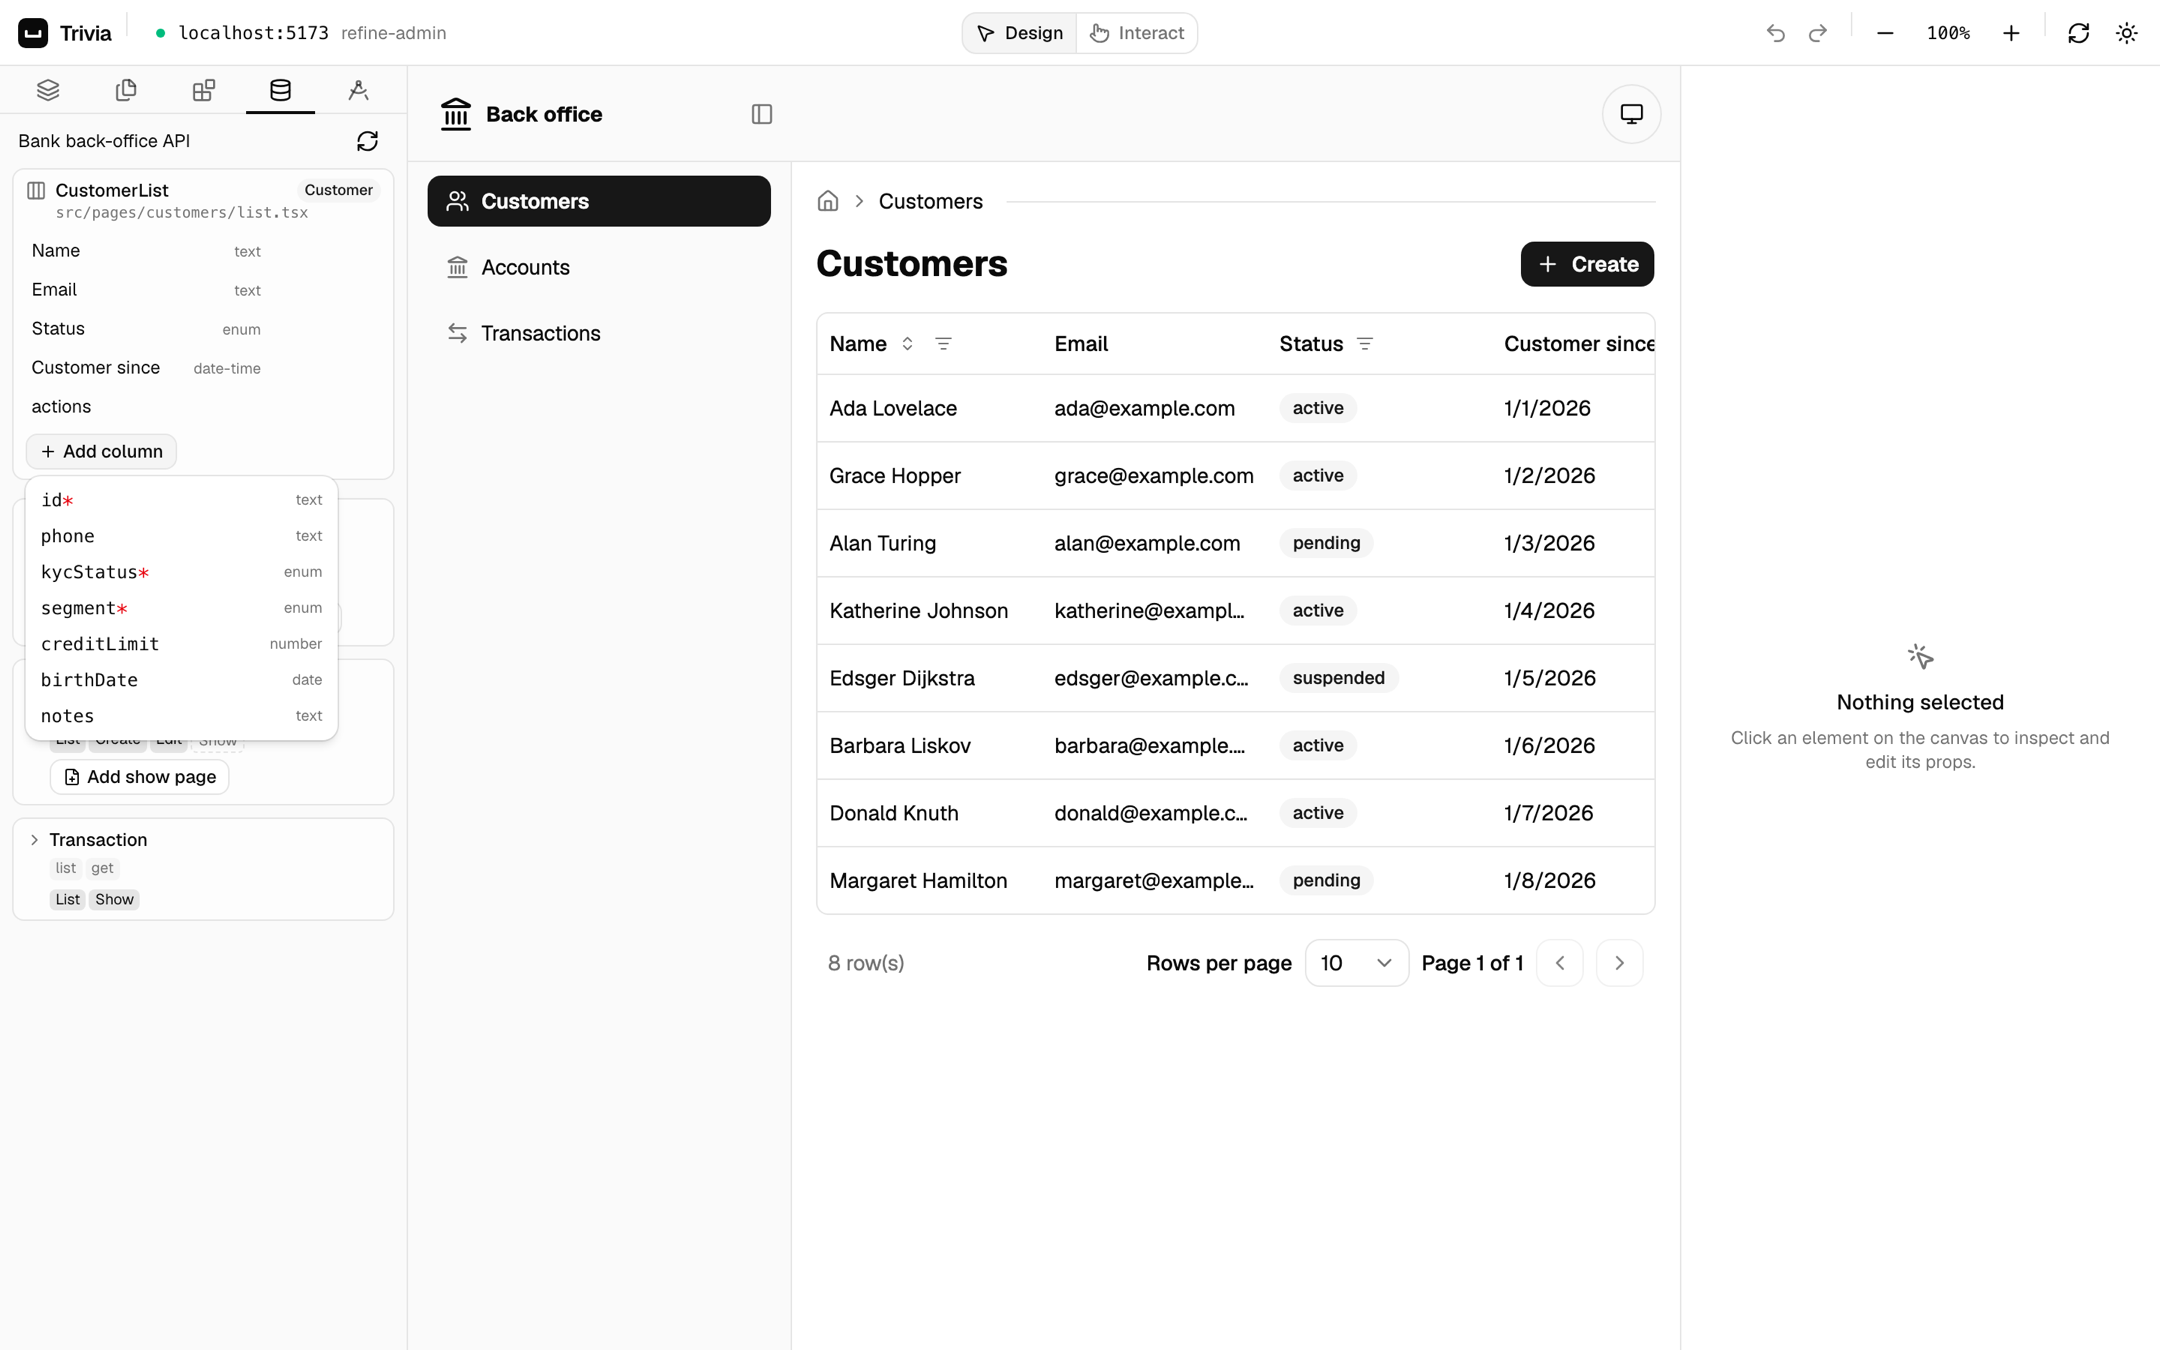 Trivia
localhost:5173 refine-admin
Design
Interact
100%
Bank back-office API
CustomerList
Customer
src/pages/customers/list.tsx
Name text
Email text
Status enum
Customer since date-time
actions
+ Add column
id* text
phone text
kycStatus* enum
segment* enum
creditLimit number
birthDate date
notes text
List Create Edit Show
Add show page
Transaction
list get
List Show
Back office
Customers
Accounts
Transactions
Customers
Customers
+ Create
Name Email Status Customer since
Ada Lovelace ada@example.com active 1/1/2026
Grace Hopper grace@example.com active 1/2/2026
Alan Turing alan@example.com pending 1/3/2026
Katherine Johnson katherine@exampl... active 1/4/2026
Edsger Dijkstra edsger@example.c... suspended 1/5/2026
Barbara Liskov barbara@example.... active 1/6/2026
Donald Knuth donald@example.c... active 1/7/2026
Margaret Hamilton margaret@example... pending 1/8/2026
8 row(s)
Rows per page 10 Page 1 of 1
Nothing selected
Click an element on the canvas to inspect and
edit its props.